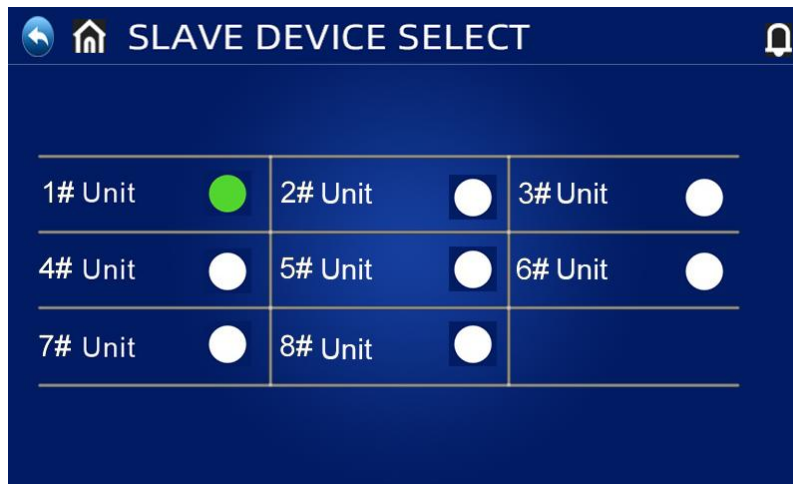 SLAVE DEVICE SELECT
1# Unit 2# Unit 3# Unit
4# Unit 5# Unit 6# Unit
7# Unit 8# Unit